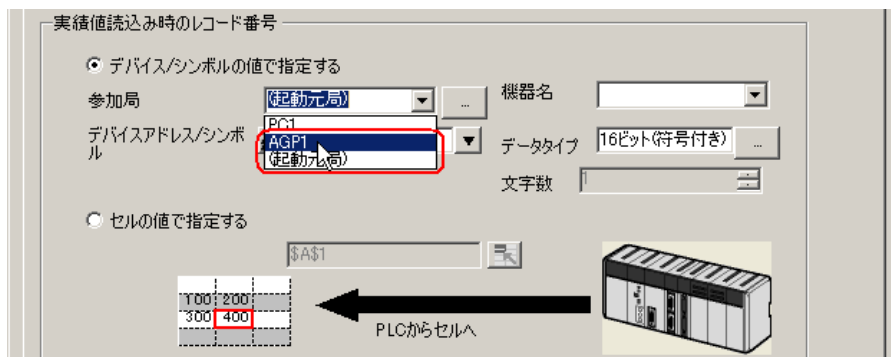 実績値読込み時のレコード番号
デバイス/シンボルの値で指定する
参加局 (起動元局) ... 機器名
PC1
AGP1
(起動元局)
デバイスアドレス/シンボル
データタイプ 16ビット(符号付き) ...
文字数 1
セルの値で指定する
$A$1
100 200
300 400
PLCからセルへ